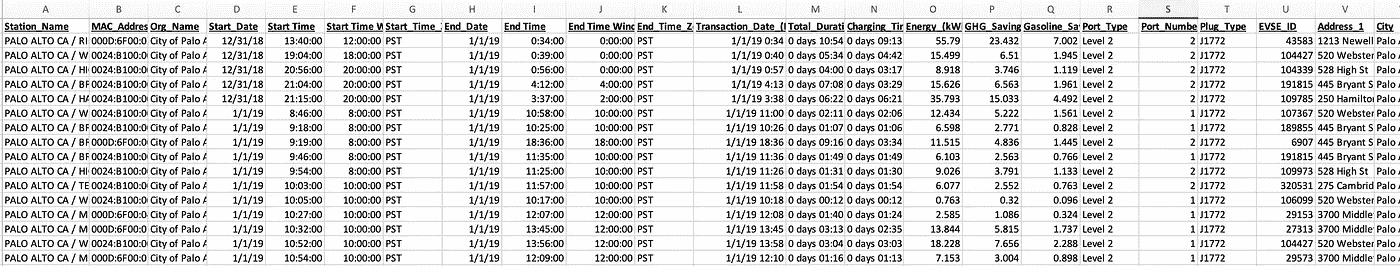 A B C D E F G H I J K L M N O P Q R S T U V W
Station_Name MAC_Address Org_Name Start_Date Start Time Start Time W Start_Time_ End_Date End Time End Time Wind End_Time_Z Transaction_Date_( Total_Durati Charging_Tir Energy_(kW GHG_Saving Gasoline_Sa Port_Type Port_Numbe Plug_Type EVSE_ID Address_1 City
PALO ALTO CA / RI 000D:6F00:0 City of Palo A 12/31/18 13:40:00 12:00:00 PST 1/1/19 0:34:00 0:00:00 PST 1/1/19 0:34 0 days 10:54 0 days 09:13 55.79 23.432 7.002 Level 2 2 J1772 43583 1213 Newell Palo
PALO ALTO CA / W 0024:B100:0 City of Palo A 12/31/18 19:04:00 18:00:00 PST 1/1/19 0:39:00 0:00:00 PST 1/1/19 0:40 0 days 05:34 0 days 04:42 15.499 6.51 1.945 Level 2 2 J1772 104427 520 Webster Palo
PALO ALTO CA / HI 0024:B100:0 City of Palo A 12/31/18 20:56:00 20:00:00 PST 1/1/19 0:56:00 0:00:00 PST 1/1/19 0:57 0 days 04:00 0 days 03:17 8.918 3.746 1.119 Level 2 2 J1772 104339 528 High St Palo
PALO ALTO CA / BF 0024:B100:0 City of Palo A 12/31/18 21:04:00 20:00:00 PST 1/1/19 4:12:00 4:00:00 PST 1/1/19 4:13 0 days 07:08 0 days 03:29 15.626 6.563 1.961 Level 2 2 J1772 191815 445 Bryant S Palo
PALO ALTO CA / HA 0024:B100:0 City of Palo A 12/31/18 21:15:00 20:00:00 PST 1/1/19 3:37:00 2:00:00 PST 1/1/19 3:38 0 days 06:22 0 days 06:21 35.793 15.033 4.492 Level 2 2 J1772 109785 250 Hamilto Palo
PALO ALTO CA / W 0024:B100:0 City of Palo A 1/1/19 8:46:00 8:00:00 PST 1/1/19 10:58:00 10:00:00 PST 1/1/19 11:00 0 days 02:11 0 days 02:06 12.434 5.222 1.561 Level 2 2 J1772 107367 520 Webster Palo
PALO ALTO CA / BF 0024:B100:0 City of Palo A 1/1/19 9:18:00 8:00:00 PST 1/1/19 10:25:00 10:00:00 PST 1/1/19 10:26 0 days 01:07 0 days 01:06 6.598 2.771 0.828 Level 2 2 J1772 189855 445 Bryant S Palo
PALO ALTO CA / BF 000D:6F00:0 City of Palo A 1/1/19 9:19:00 8:00:00 PST 1/1/19 18:36:00 18:00:00 PST 1/1/19 18:36 0 days 09:16 0 days 03:34 11.515 4.836 1.445 Level 2 2 J1772 6907 445 Bryant S Palo
PALO ALTO CA / BF 0024:B100:0 City of Palo A 1/1/19 9:46:00 8:00:00 PST 1/1/19 11:35:00 10:00:00 PST 1/1/19 11:36 0 days 01:49 0 days 01:49 6.103 2.563 0.766 Level 2 1 J1772 191815 445 Bryant S Palo
PALO ALTO CA / HI 0024:B100:0 City of Palo A 1/1/19 9:54:00 8:00:00 PST 1/1/19 11:25:00 10:00:00 PST 1/1/19 11:26 0 days 01:31 0 days 01:30 9.026 3.791 1.133 Level 2 1 J1772 109973 528 High St Palo
PALO ALTO CA / TE 0024:B100:0 City of Palo A 1/1/19 10:03:00 10:00:00 PST 1/1/19 11:57:00 10:00:00 PST 1/1/19 11:58 0 days 01:54 0 days 01:54 6.077 2.552 0.763 Level 2 1 J1772 320531 275 Cambrid Palo
PALO ALTO CA / W 0024:B100:0 City of Palo A 1/1/19 10:05:00 10:00:00 PST 1/1/19 10:17:00 10:00:00 PST 1/1/19 10:18 0 days 00:12 0 days 00:12 0.763 0.32 0.096 Level 2 1 J1772 106099 520 Webster Palo
PALO ALTO CA / M 000D:6F00:0 City of Palo A 1/1/19 10:27:00 10:00:00 PST 1/1/19 12:07:00 12:00:00 PST 1/1/19 12:08 0 days 01:40 0 days 01:24 2.585 1.086 0.324 Level 2 1 J1772 29153 3700 Middle Palo
PALO ALTO CA / M 000D:6F00:0 City of Palo A 1/1/19 10:32:00 10:00:00 PST 1/1/19 13:45:00 12:00:00 PST 1/1/19 13:45 0 days 03:13 0 days 02:35 13.844 5.815 1.737 Level 2 1 J1772 27313 3700 Middle Palo
PALO ALTO CA / W 0024:B100:0 City of Palo A 1/1/19 10:52:00 10:00:00 PST 1/1/19 13:56:00 12:00:00 PST 1/1/19 13:58 0 days 03:04 0 days 03:03 18.228 7.656 2.288 Level 2 1 J1772 104427 520 Webster Palo
PALO ALTO CA / M 000D:6F00:0 City of Palo A 1/1/19 10:54:00 10:00:00 PST 1/1/19 12:09:00 12:00:00 PST 1/1/19 12:10 0 days 01:16 0 days 01:13 7.153 3.004 0.898 Level 2 1 J1772 29573 3700 Middle Palo